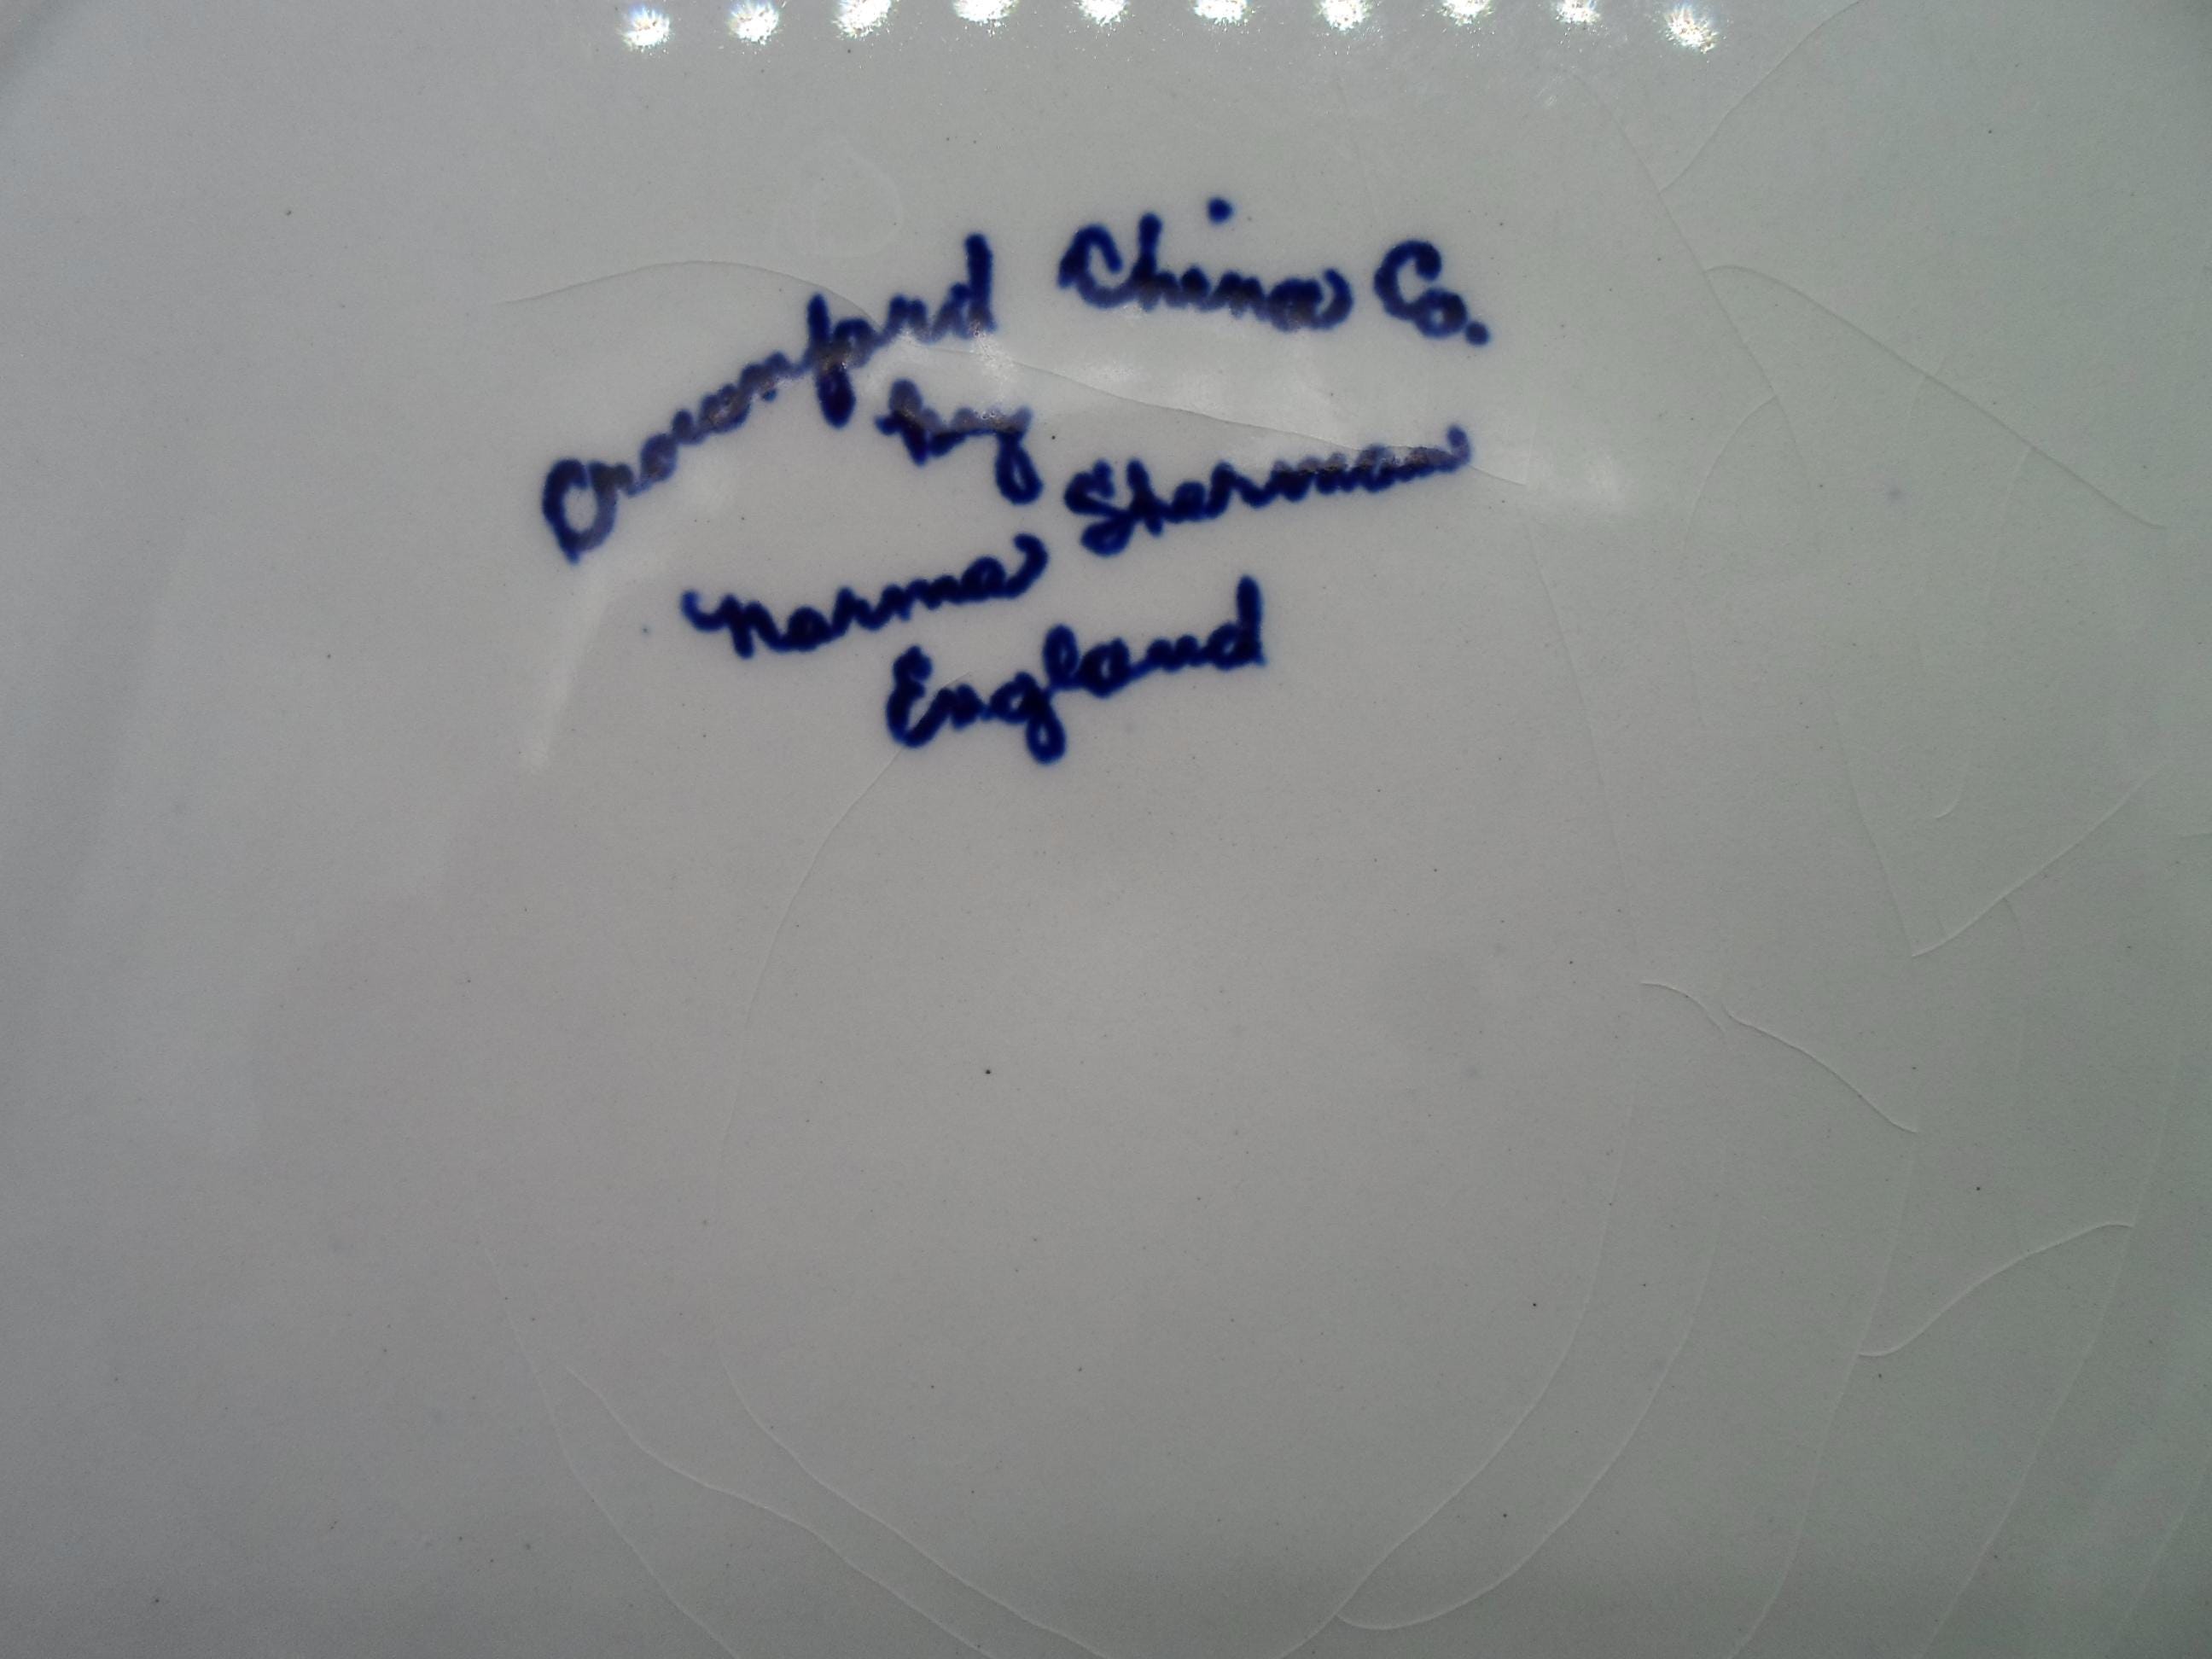 Crownford China Co.
by
Norma Sherman
England